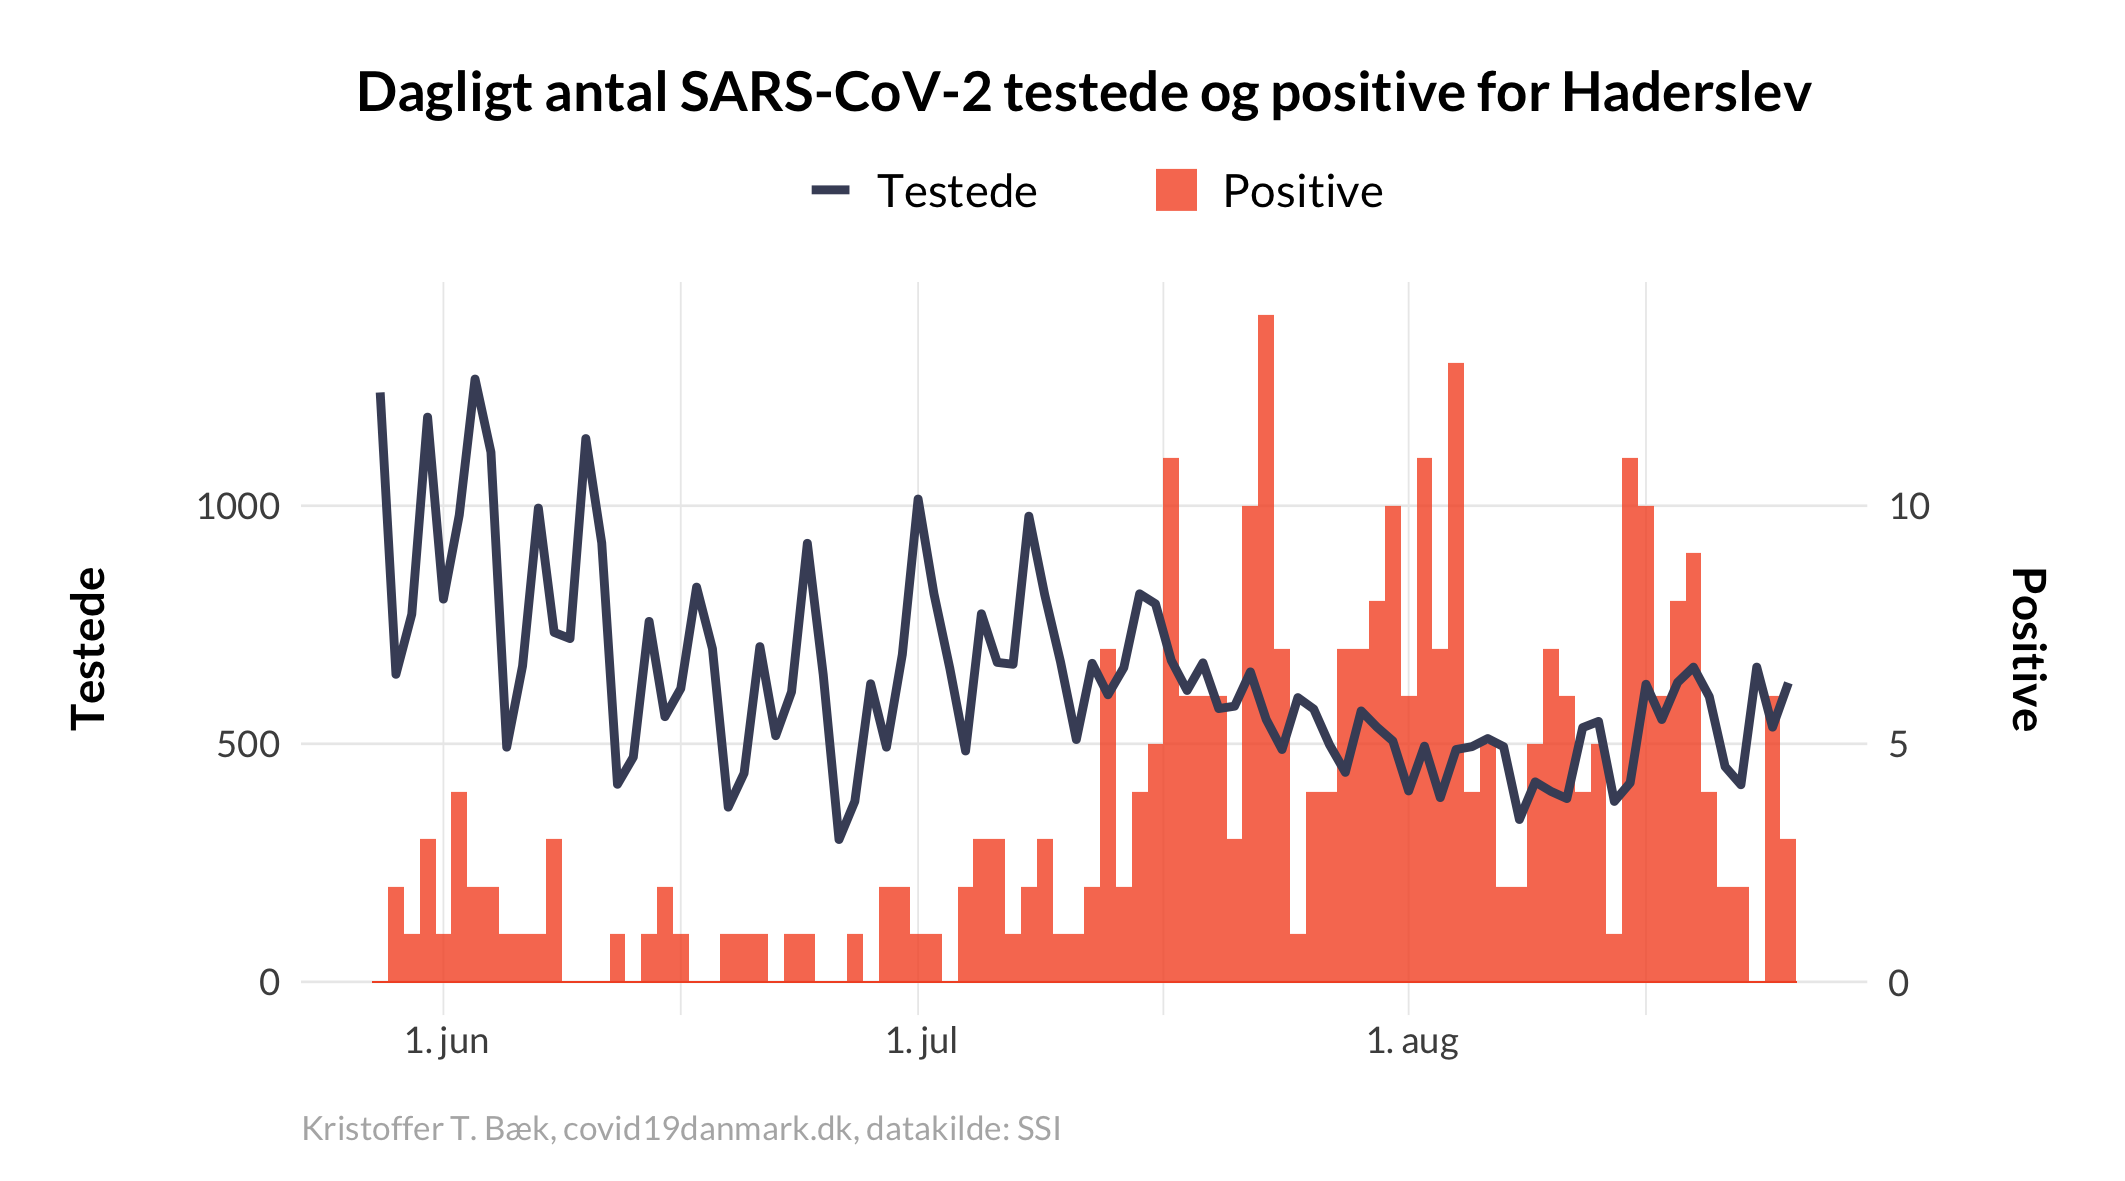 Dagligt antal SARS-CoV-2 testede og positive for Haderslev
Testede
Positive
Testede
1000
500
0
10
5
0
Positive
1. jun
1. jul
1. aug
Kristoffer T. Bæk, covid19danmark.dk, datakilde: SSI